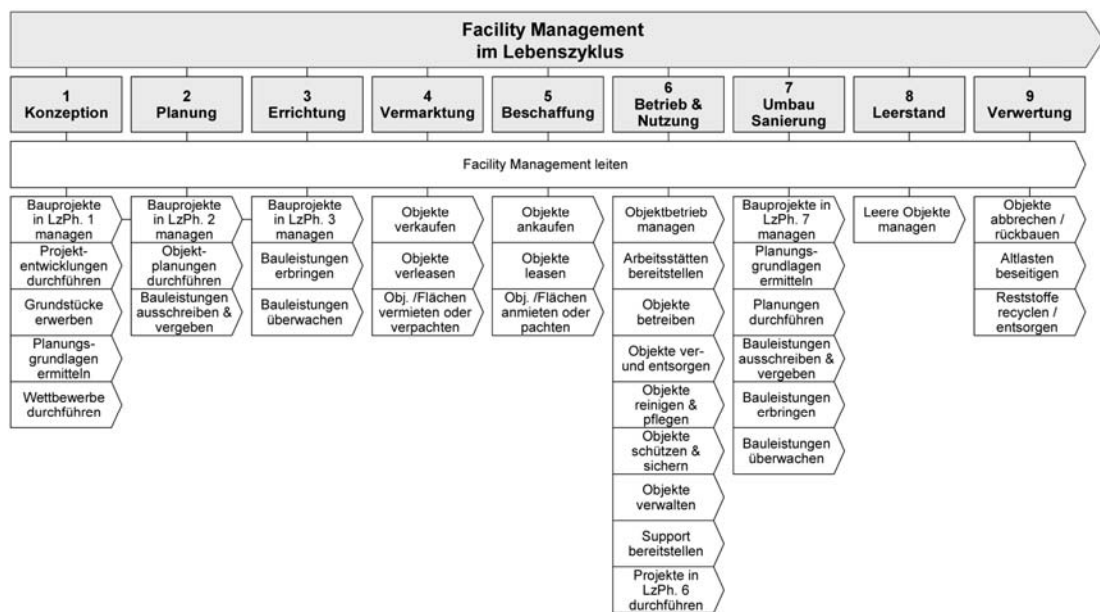 Facility Management
im Lebenszyklus
1
Konzeption
2
Planung
3
Errichtung
4
Vermarktung
5
Beschaffung
6
Betrieb &
Nutzung
7
Umbau
Sanierung
8
Leerstand
9
Verwertung
Facility Management leiten
Bauprojekte
in LzPh. 1
managen
Projekt-
entwicklungen
durchführen
Grundstücke
erwerben
Planungs-
grundlagen
ermitteln
Wettbewerbe
durchführen
Bauprojekte
in LzPh. 2
managen
Objekt-
planungen
durchführen
Bauleistungen
ausschreiben &
vergeben
Bauprojekte
in LzPh. 3
managen
Bauleistungen
erbringen
Bauleistungen
überwachen
Objekte
verkaufen
Objekte
verleasen
Obj. /Flächen
vermieten oder
verpachten
Objekte
ankaufen
Objekte
leasen
Obj. /Flächen
anmieten oder
pachten
Objektbetrieb
managen
Arbeitsstätten
bereitstellen
Objekte
betreiben
Objekte ver-
und entsorgen
Objekte
reinigen &
pflegen
Objekte
schützen &
sichern
Objekte
verwalten
Support
bereitstellen
Projekte in
LzPh. 6
durchführen
Bauprojekte in
LzPh. 7
managen
Planungs-
grundlagen
ermitteln
Planungen
durchführen
Bauleistungen
ausschreiben &
vergeben
Bauleistungen
erbringen
Bauleistungen
überwachen
Leere Objekte
managen
Objekte
abbrechen /
rückbauen
Altlasten
beseitigen
Reststoffe
recyclen /
entsorgen